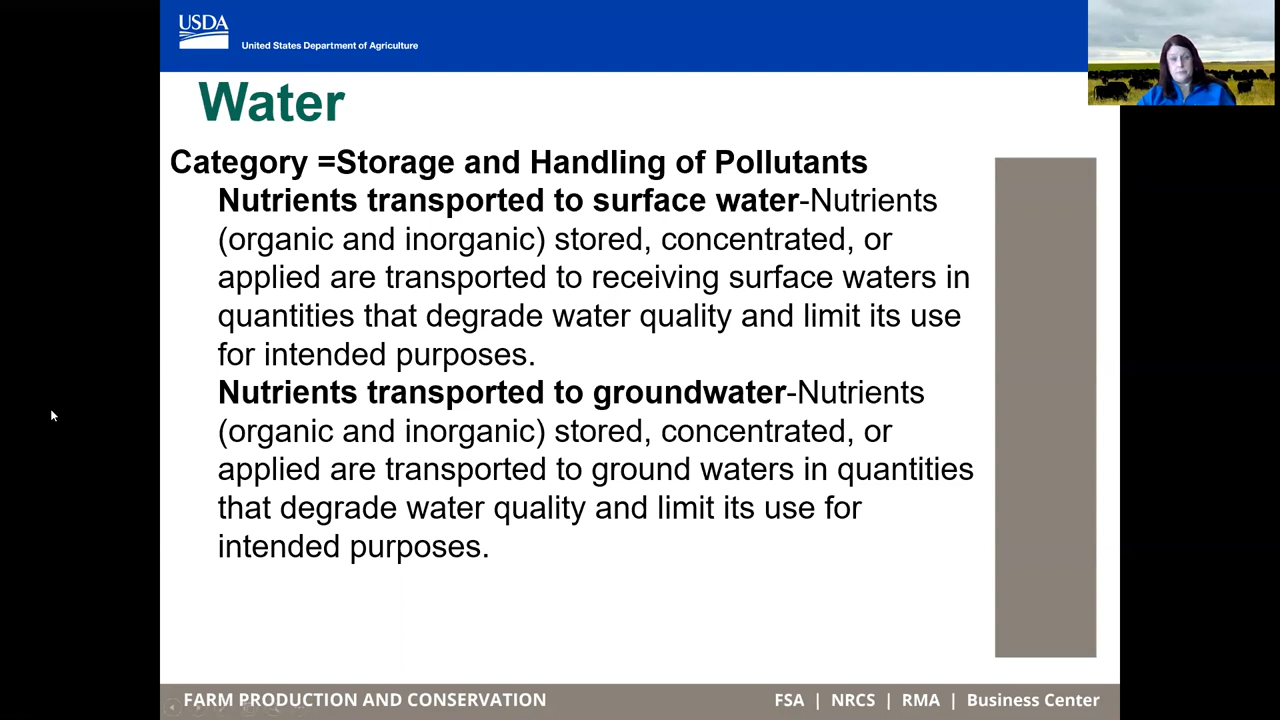 USDA
United States Department of Agriculture
Water
Category =Storage and Handling of Pollutants
Nutrients transported to surface water-Nutrients
(organic and inorganic) stored, concentrated, or
applied are transported to receiving surface waters in
quantities that degrade water quality and limit its use
for intended purposes.
Nutrients transported to groundwater-Nutrients
(organic and inorganic) stored, concentrated, or
applied are transported to ground waters in quantities
that degrade water quality and limit its use for
intended purposes.
FARM PRODUCTION AND CONSERVATION
FSA | NRCS | RMA | Business Center